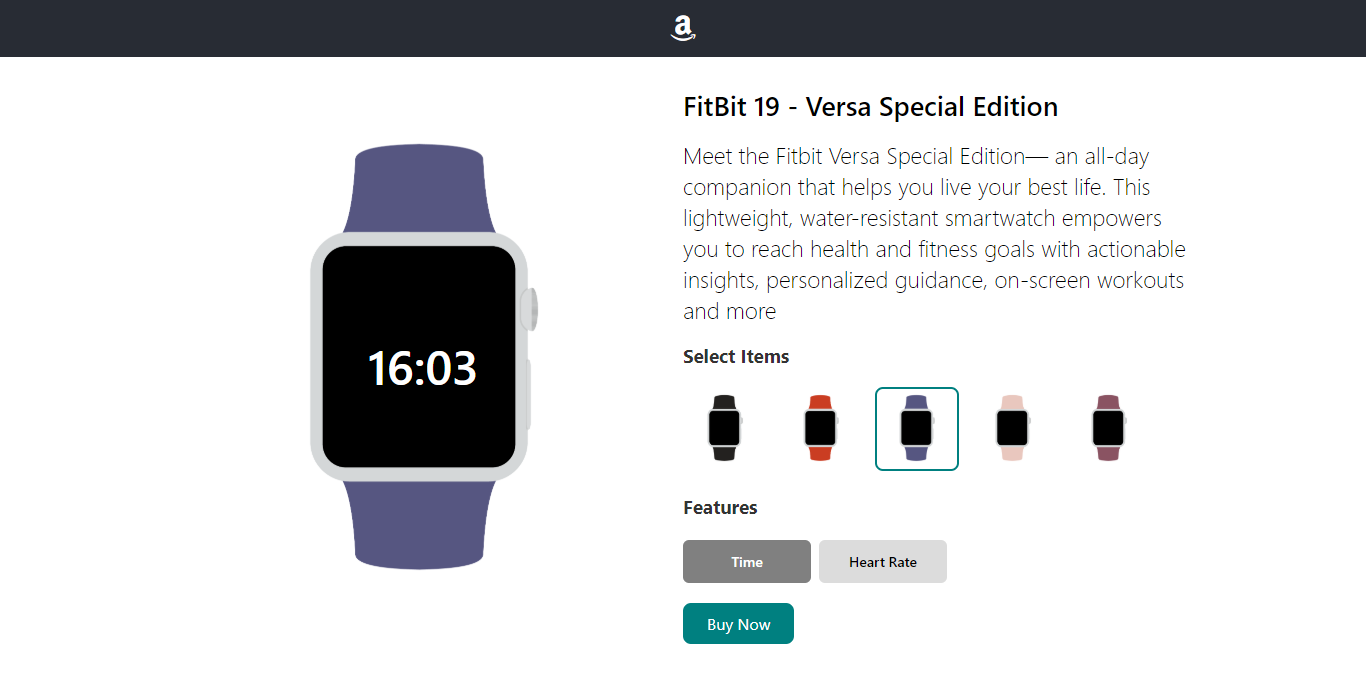 a
FitBit 19 - Versa Special Edition
Meet the Fitbit Versa Special Edition— an all-day
companion that helps you live your best life. This
lightweight, water-resistant smartwatch empowers
you to reach health and fitness goals with actionable
insights, personalized guidance, on-screen workouts
and more
16:03
Select Items
Features
Time Heart Rate
Buy Now